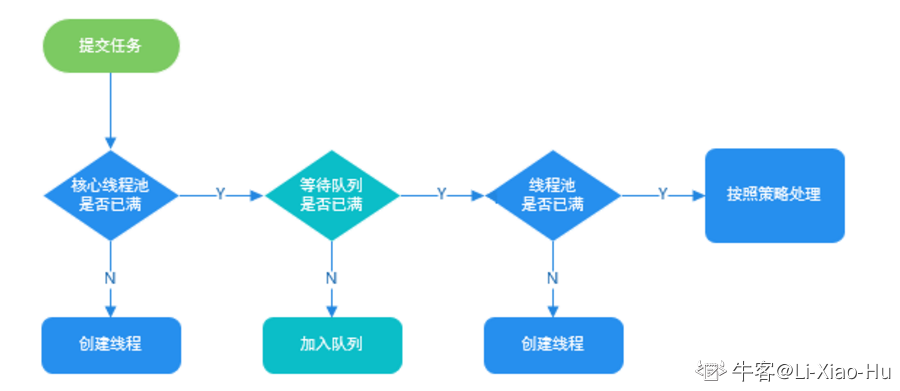 提交任务
核心线程池
是否已满
Y
等待队列
是否已满
Y
线程池
是否已满
Y
按照策略处理
N
N
N
创建线程
加入队列
创建线程
牛客@Li-Xiao-Hu